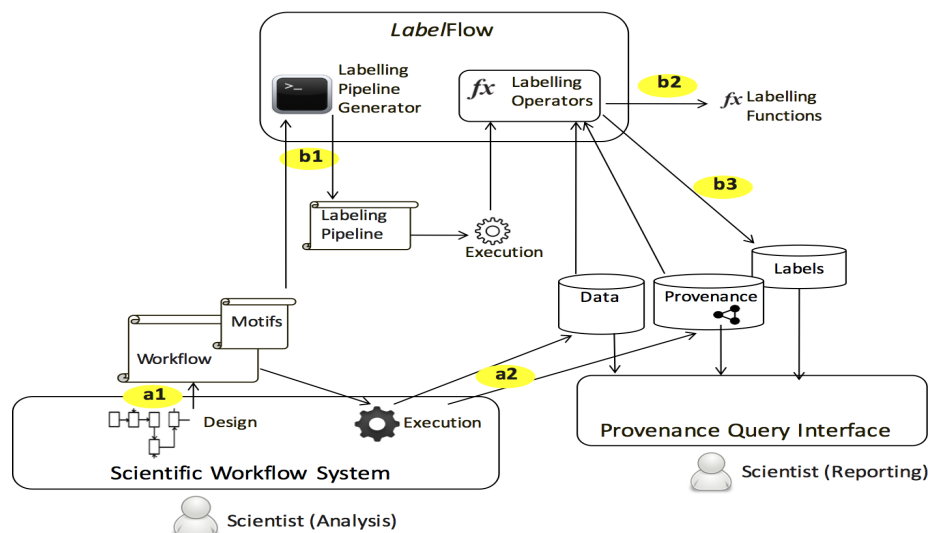 LabelFlow
Labelling
Pipeline
Generator
>_
fx
Labelling
Operators
b2
fx Labelling
Functions
b1
b3
Labeling
Pipeline
Execution
Labels
Data
Provenance
Motifs
Workflow
a1
a2
Design
Execution
Scientific Workflow System
Provenance Query Interface
Scientist (Reporting)
Scientist (Analysis)